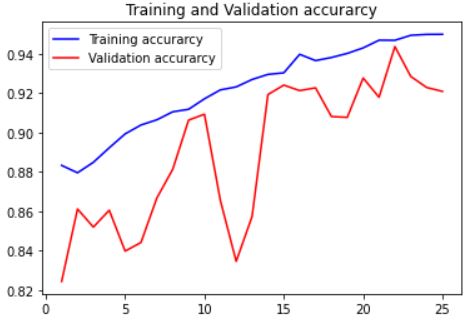 Training and Validation accurarcy
Training accurarcy
Validation accurarcy
0.94
0.92
0.90
0.88
0.86
0.84
0.82
0 5 10 15 20 25